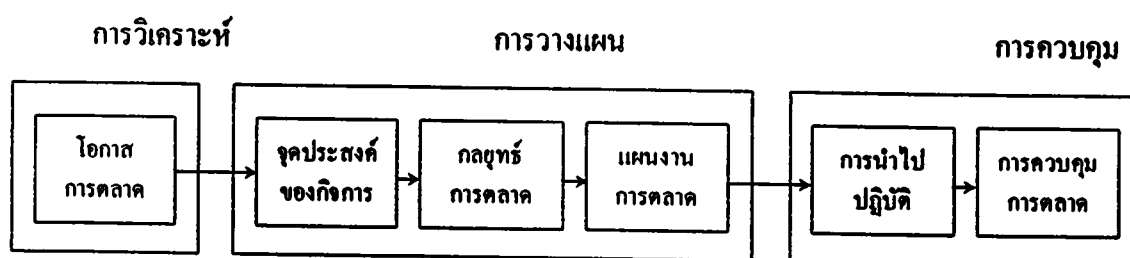 การวิเคราะห์
การวางแผน
การควบคุม
โอกาส
การตลาด
จุดประสงค์
ของกิจการ
กลยุทธ์
การตลาด
แผนงาน
การตลาด
การนำไป
ปฏิบัติ
การควบคุม
การตลาด